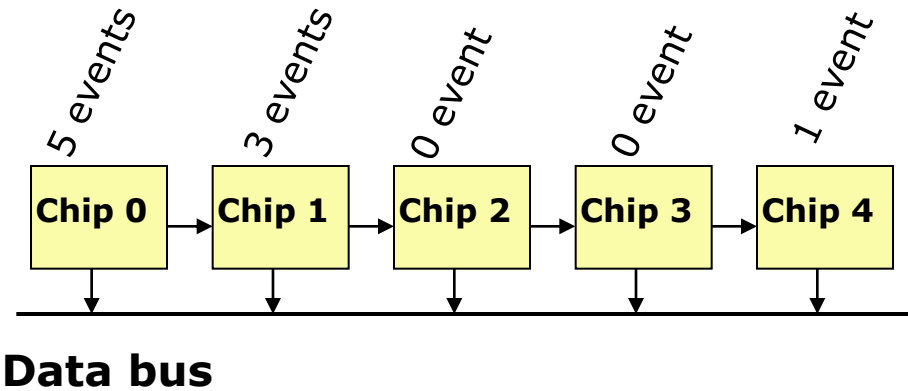 5 events
3 events
0 event
0 event
1 event
Chip 0
Chip 1
Chip 2
Chip 3
Chip 4
Data bus